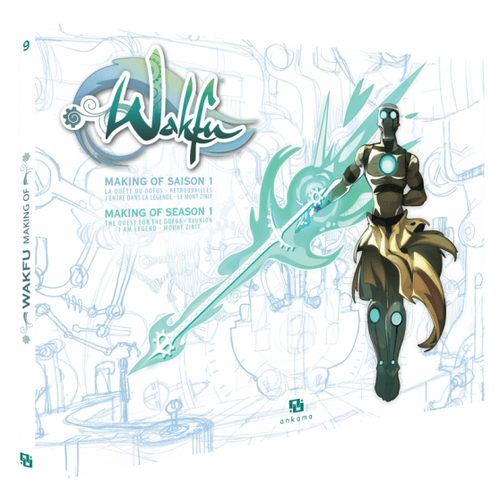 9
WAKFU MAKING OF
Wakfu
MAKING OF SAISON 1
LA QUÊTE DU DOFUS - RETROUVAILLES
J'ENTRE DANS LA LÉGENDE - LE MONT ZINIT
MAKING OF SEASON 1
THE QUEST FOR THE DOFUS - REUNION
I AM LEGEND - MOUNT ZINIT
ankama